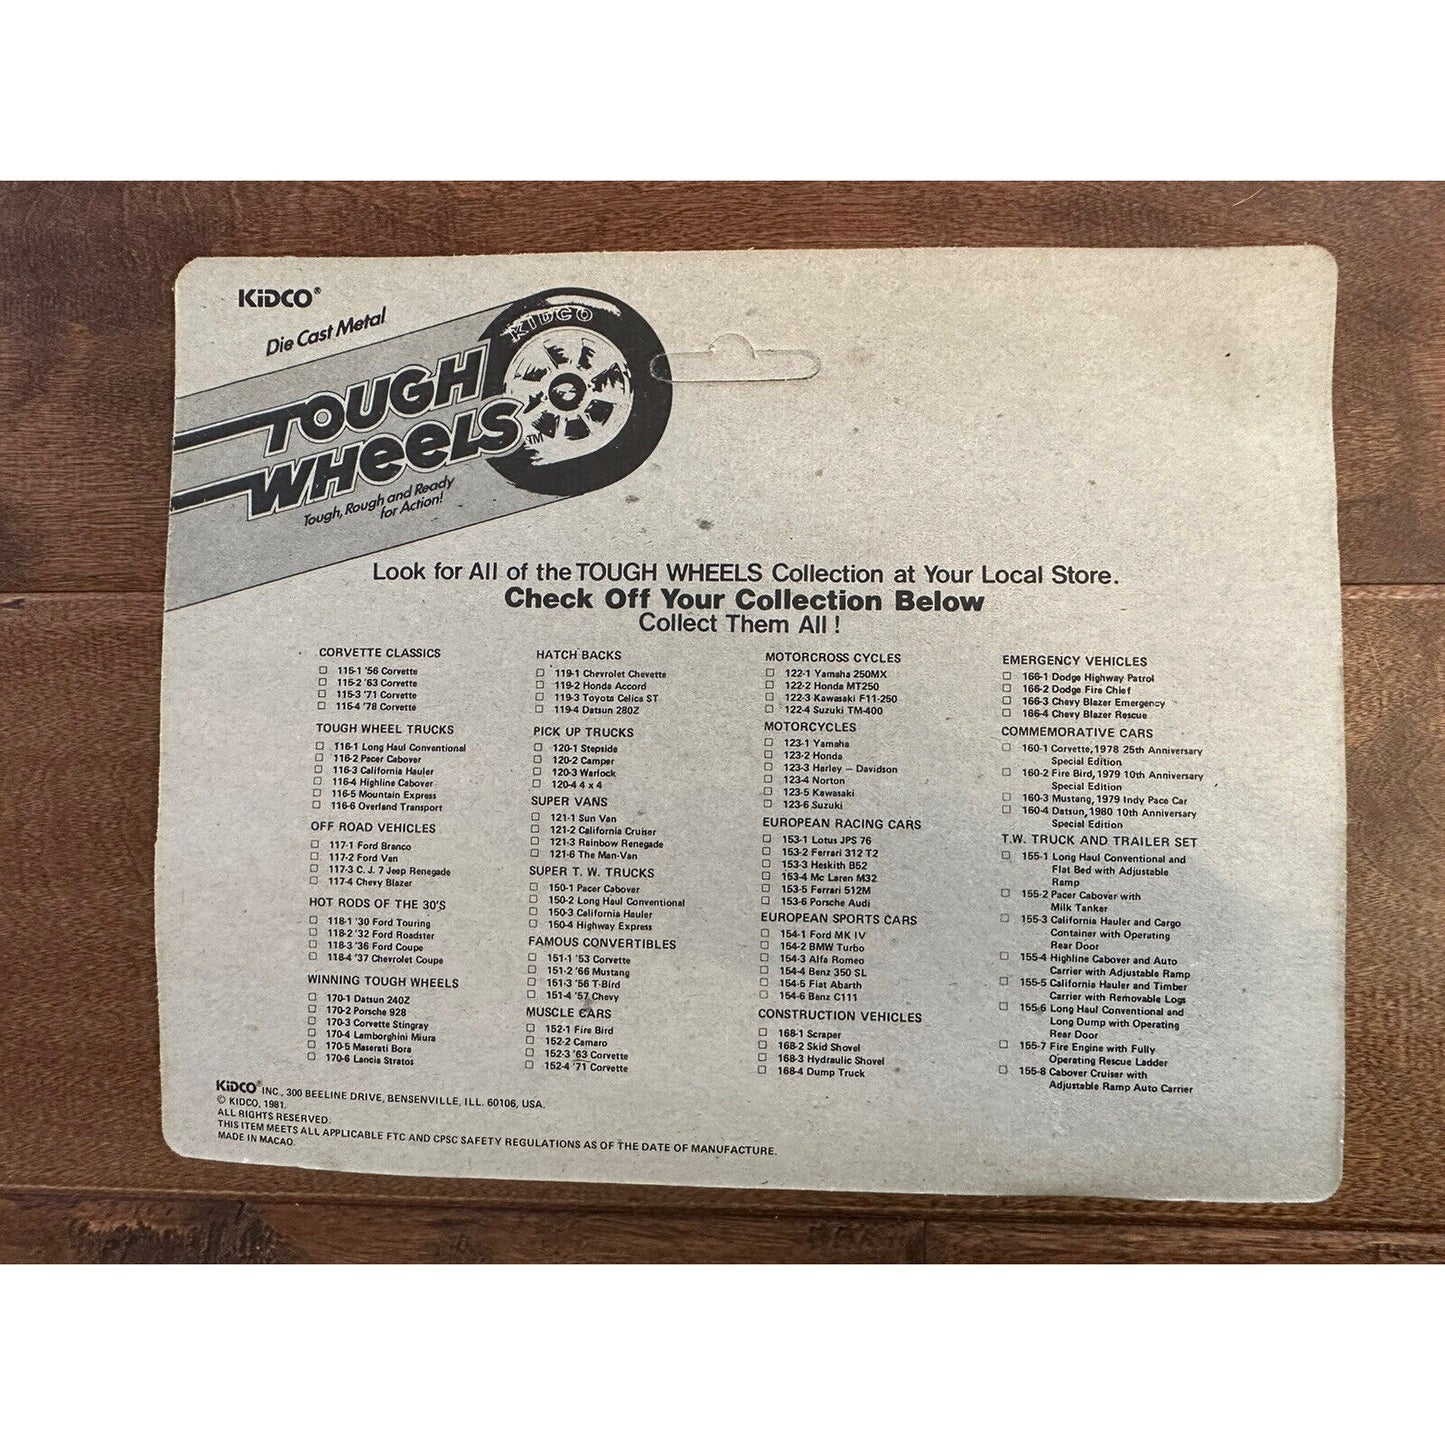 KiDCO®
Die Cast Metal
KIDCO
TOUGH
WHEELS™
Tough, Rough and Ready
for Action!
Look for All of the TOUGH WHEELS Collection at Your Local Store.
Check Off Your Collection Below
Collect Them All !
CORVETTE CLASSICS
115-1 '56 Corvette
115-2 '63 Corvette
115-3 '71 Corvette
115-4 '78 Corvette
TOUGH WHEEL TRUCKS
116-1 Long Haul Conventional
116-2 Pacer Cabover
116-3 California Hauler
116-4 Highline Cabover
116-5 Mountain Express
116-6 Overland Transport
OFF ROAD VEHICLES
117-1 Ford Branco
117-2 Ford Van
117-3 C. J. 7 Jeep Renegade
117-4 Chevy Blazer
HOT RODS OF THE 30'S
118-1 '30 Ford Touring
118-2 '32 Ford Roadster
118-3 '36 Ford Coupe
118-4 '37 Chevrolet Coupe
WINNING TOUGH WHEELS
170-1 Datsun 240Z
170-2 Porsche 928
170-3 Corvette Stingray
170-4 Lamborghini Miura
170-5 Maserati Bora
170-6 Lancia Stratos
HATCH BACKS
119-1 Chevrolet Chevette
119-2 Honda Accord
119-3 Toyota Celica ST
119-4 Datsun 280Z
PICK UP TRUCKS
120-1 Stepside
120-2 Camper
120-3 Warlock
120-4 4 x 4
SUPER VANS
121-1 Sun Van
121-2 California Cruiser
121-3 Rainbow Renegade
121-6 The Man-Van
SUPER T. W. TRUCKS
150-1 Pacer Cabover
150-2 Long Haul Conventional
150-3 California Hauler
150-4 Highway Express
FAMOUS CONVERTIBLES
151-1 '53 Corvette
151-2 '66 Mustang
151-3 '56 T-Bird
151-4 '57 Chevy
MUSCLE CARS
152-1 Fire Bird
152-2 Camaro
152-3 '63 Corvette
152-4 '71 Corvette
MOTORCROSS CYCLES
122-1 Yamaha 250MX
122-2 Honda MT250
122-3 Kawasaki F11-250
122-4 Suzuki TM-400
MOTORCYCLES
123-1 Yamaha
123-2 Honda
123-3 Harley – Davidson
123-4 Norton
123-5 Kawasaki
123-6 Suzuki
EUROPEAN RACING CARS
153-1 Lotus JPS 76
153-2 Ferrari 312 T2
153-3 Heskith B52
153-4 Mc Laren M32
153-5 Ferrari 512M
153-6 Porsche Audi
EUROPEAN SPORTS CARS
154-1 Ford MK IV
154-2 BMW Turbo
154-3 Alfa Romeo
154-4 Benz 350 SL
154-5 Fiat Abarth
154-6 Benz C111
CONSTRUCTION VEHICLES
168-1 Scraper
168-2 Skid Shovel
168-3 Hydraulic Shovel
168-4 Dump Truck
EMERGENCY VEHICLES
166-1 Dodge Highway Patrol
166-2 Dodge Fire Chief
166-3 Chevy Blazer Emergency
166-4 Chevy Blazer Rescue
COMMEMORATIVE CARS
160-1 Corvette, 1978 25th Anniversary
Special Edition
160-2 Fire Bird, 1979 10th Anniversary
Special Edition
160-3 Mustang, 1979 Indy Pace Car
160-4 Datsun, 1980 10th Anniversary
Special Edition
T.W. TRUCK AND TRAILER SET
155-1 Long Haul Conventional and
Flat Bed with Adjustable
Ramp
155-2 Pacer Cabover with
Milk Tanker
155-3 California Hauler and Cargo
Container with Operating
Rear Door
155-4 Highline Cabover and Auto
Carrier with Adjustable Ramp
155-5 California Hauler and Timber
Carrier with Removable Logs
155-6 Long Haul Conventional and
Long Dump with Operating
Rear Door
155-7 Fire Engine with Fully
Operating Rescue Ladder
155-8 Cabover Cruiser with
Adjustable Ramp Auto Carrier
KiDCO® INC., 300 BEELINE DRIVE, BENSENVILLE, ILL. 60106, USA.
© KIDCO, 1981.
ALL RIGHTS RESERVED.
THIS ITEM MEETS ALL APPLICABLE FTC AND CPSC SAFETY REGULATIONS AS OF THE DATE OF MANUFACTURE.
MADE IN MACAO.